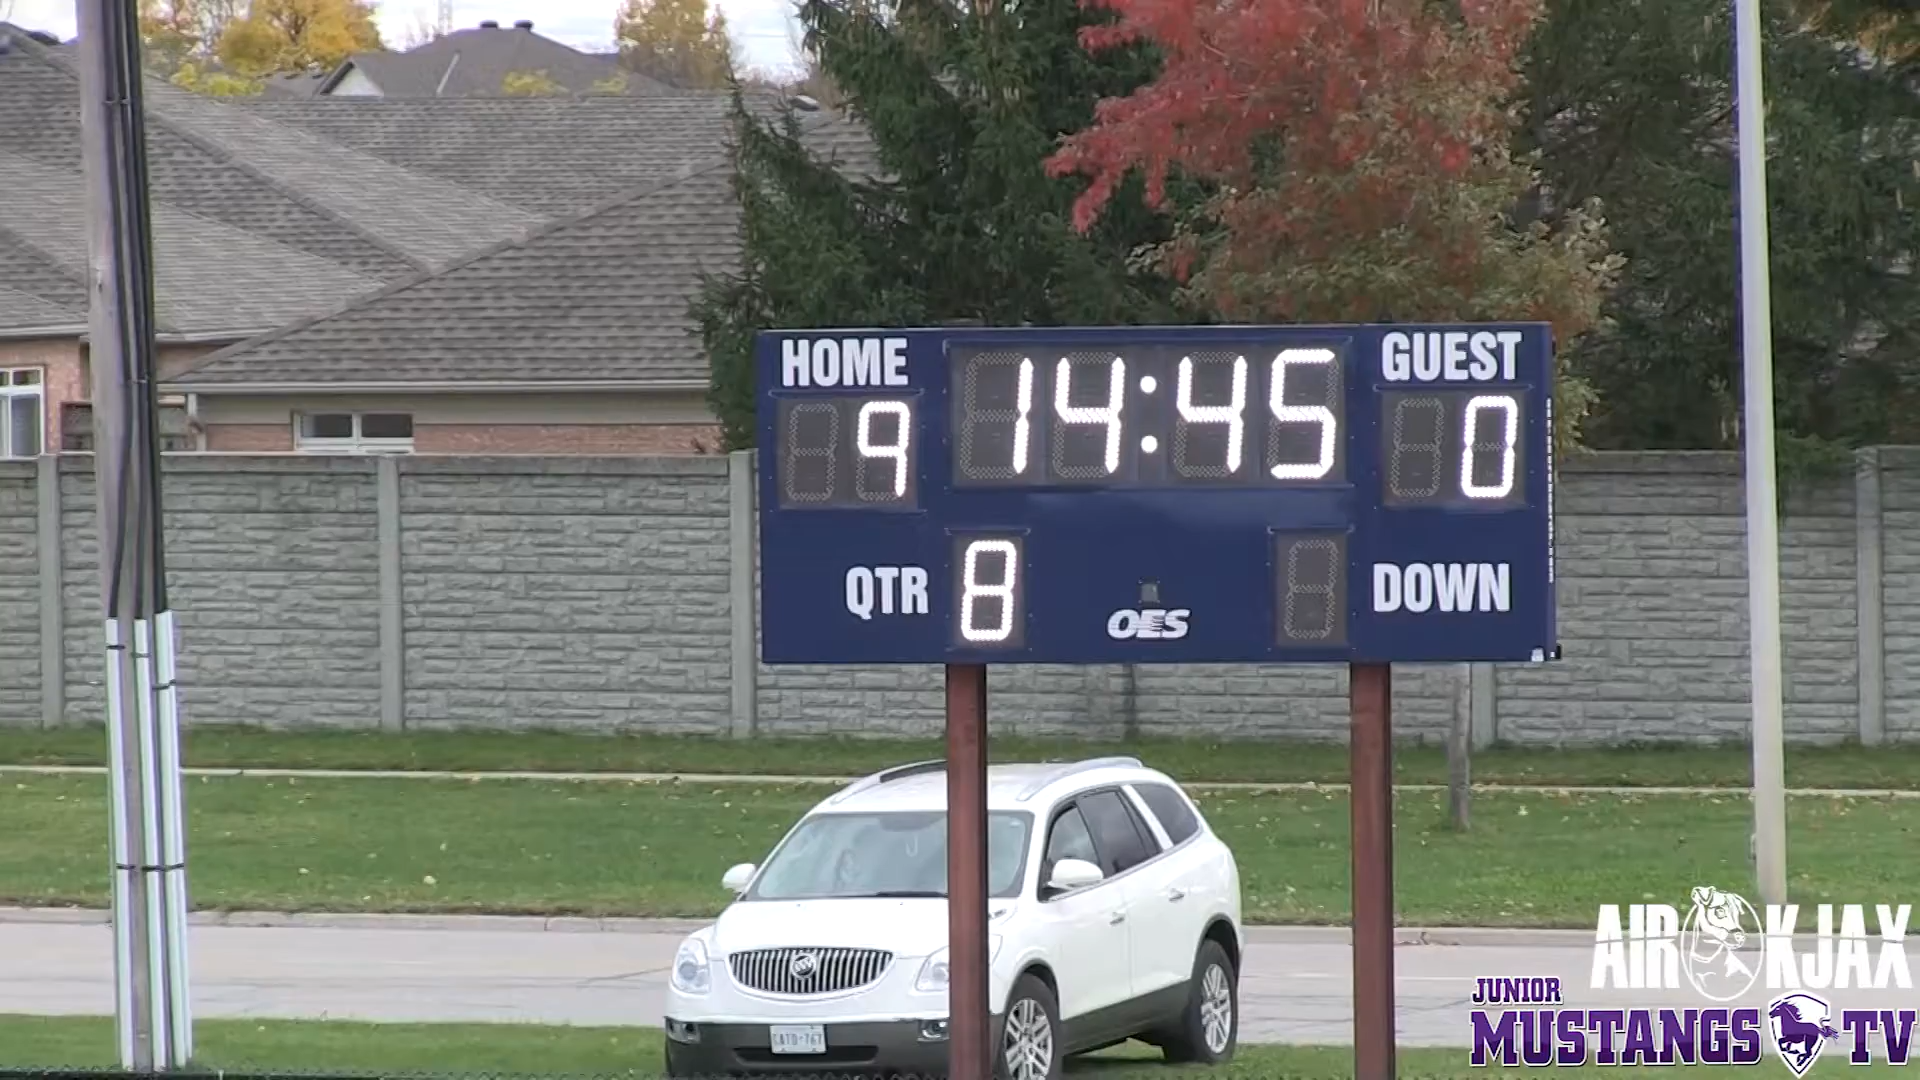 HOME 14:45 GUEST
9 0
QTR 8 OES DOWN
AIR KJAX
JUNIOR
MUSTANGS TV